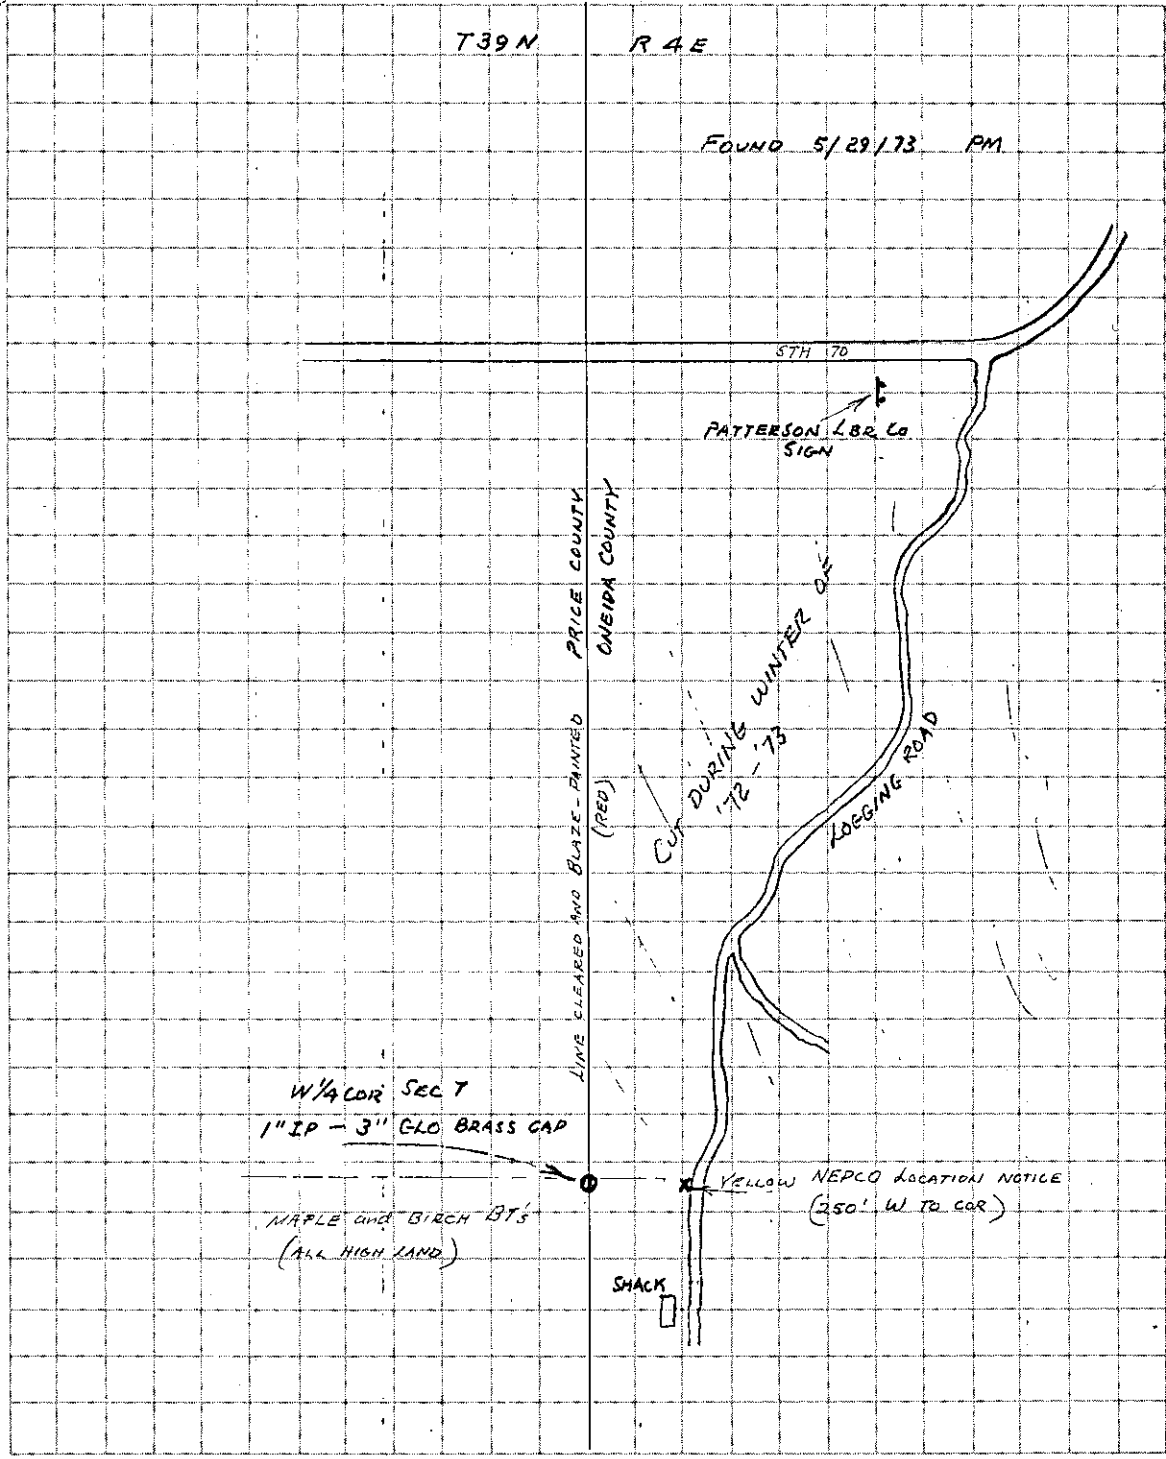 T39N R 4 E
FOUND 5/29/73 PM
STH 70
PATTERSON LBR Co
SIGN
PRICE COUNTY
ONEIDA COUNTY
CUT DURING WINTER OF
'72 - '73
LOGGING ROAD
LINE CLEARED AND BLAZE - PAINTED
(RED)
W 1/4 COR SEC 7
1" IP - 3" GLO BRASS CAP
YELLOW NEPCO LOCATION NOTICE
(250' W TO COR)
MAPLE and BIRCH BT's
(ALL HIGH LAND)
SHACK